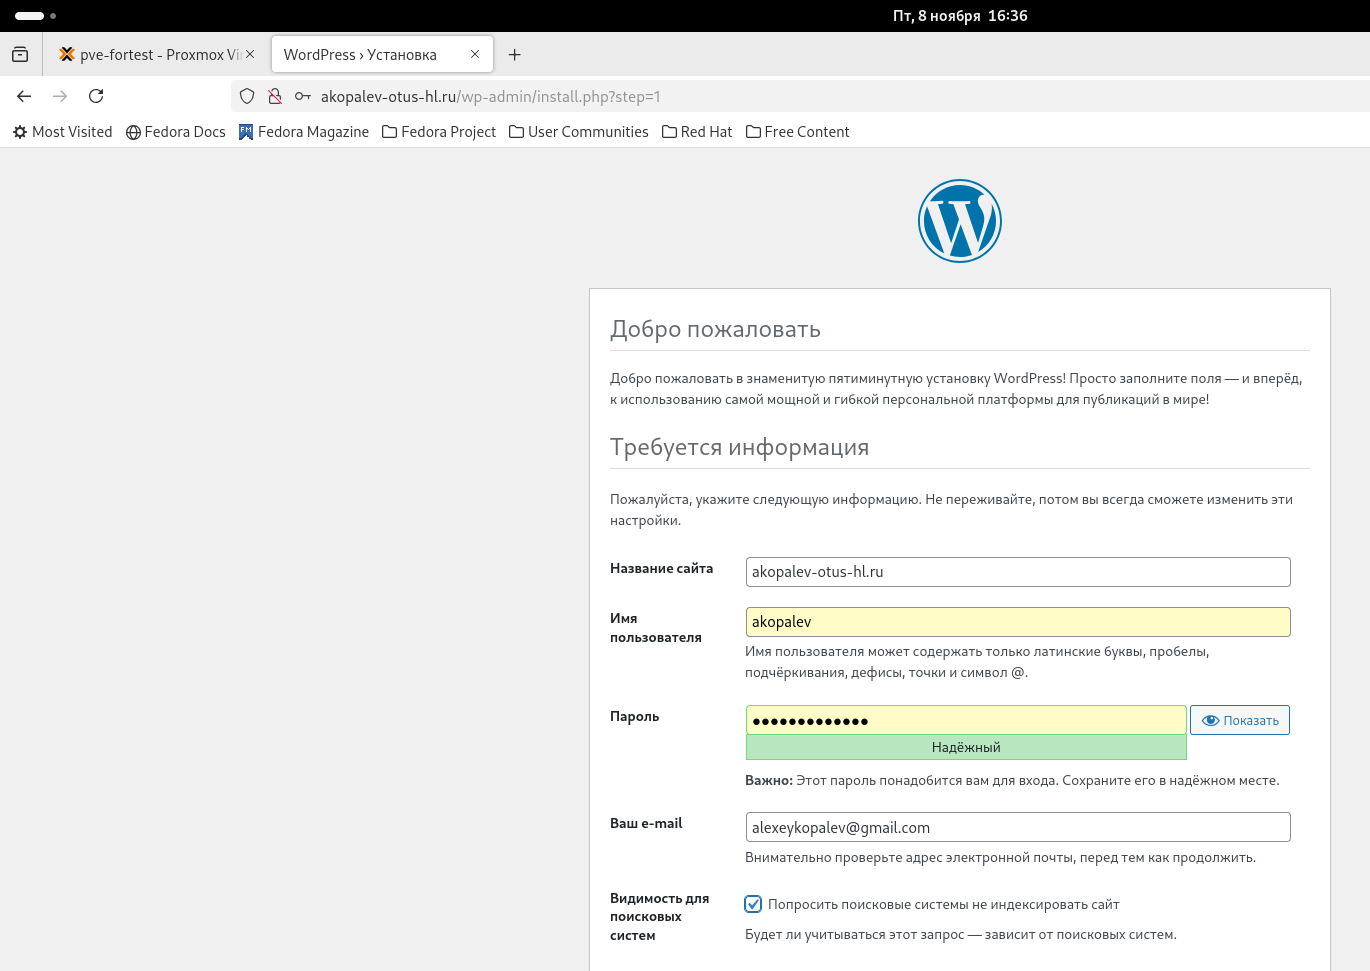 Пт, 8 ноября 16:36
pve-fortest - Proxmox Vi
WordPress › Установка
akopalev-otus-hl.ru/wp-admin/install.php?step=1
Most Visited Fedora Docs Fedora Magazine Fedora Project User Communities Red Hat Free Content
Добро пожаловать
Добро пожаловать в знаменитую пятиминутную установку WordPress! Просто заполните поля — и вперёд,
к использованию самой мощной и гибкой персональной платформы для публикаций в мире!
Требуется информация
Пожалуйста, укажите следующую информацию. Не переживайте, потом вы всегда сможете изменить эти
настройки.
Название сайта
akopalev-otus-hl.ru
Имя
пользователя
akopalev
Имя пользователя может содержать только латинские буквы, пробелы,
подчёркивания, дефисы, точки и символ @.
Пароль
●●●●●●●●●●●●●
Показать
Надёжный
Важно: Этот пароль понадобится вам для входа. Сохраните его в надёжном месте.
Ваш e-mail
alexeykopalev@gmail.com
Внимательно проверьте адрес электронной почты, перед тем как продолжить.
Видимость для
поисковых
систем
Попросить поисковые системы не индексировать сайт
Будет ли учитываться этот запрос — зависит от поисковых систем.